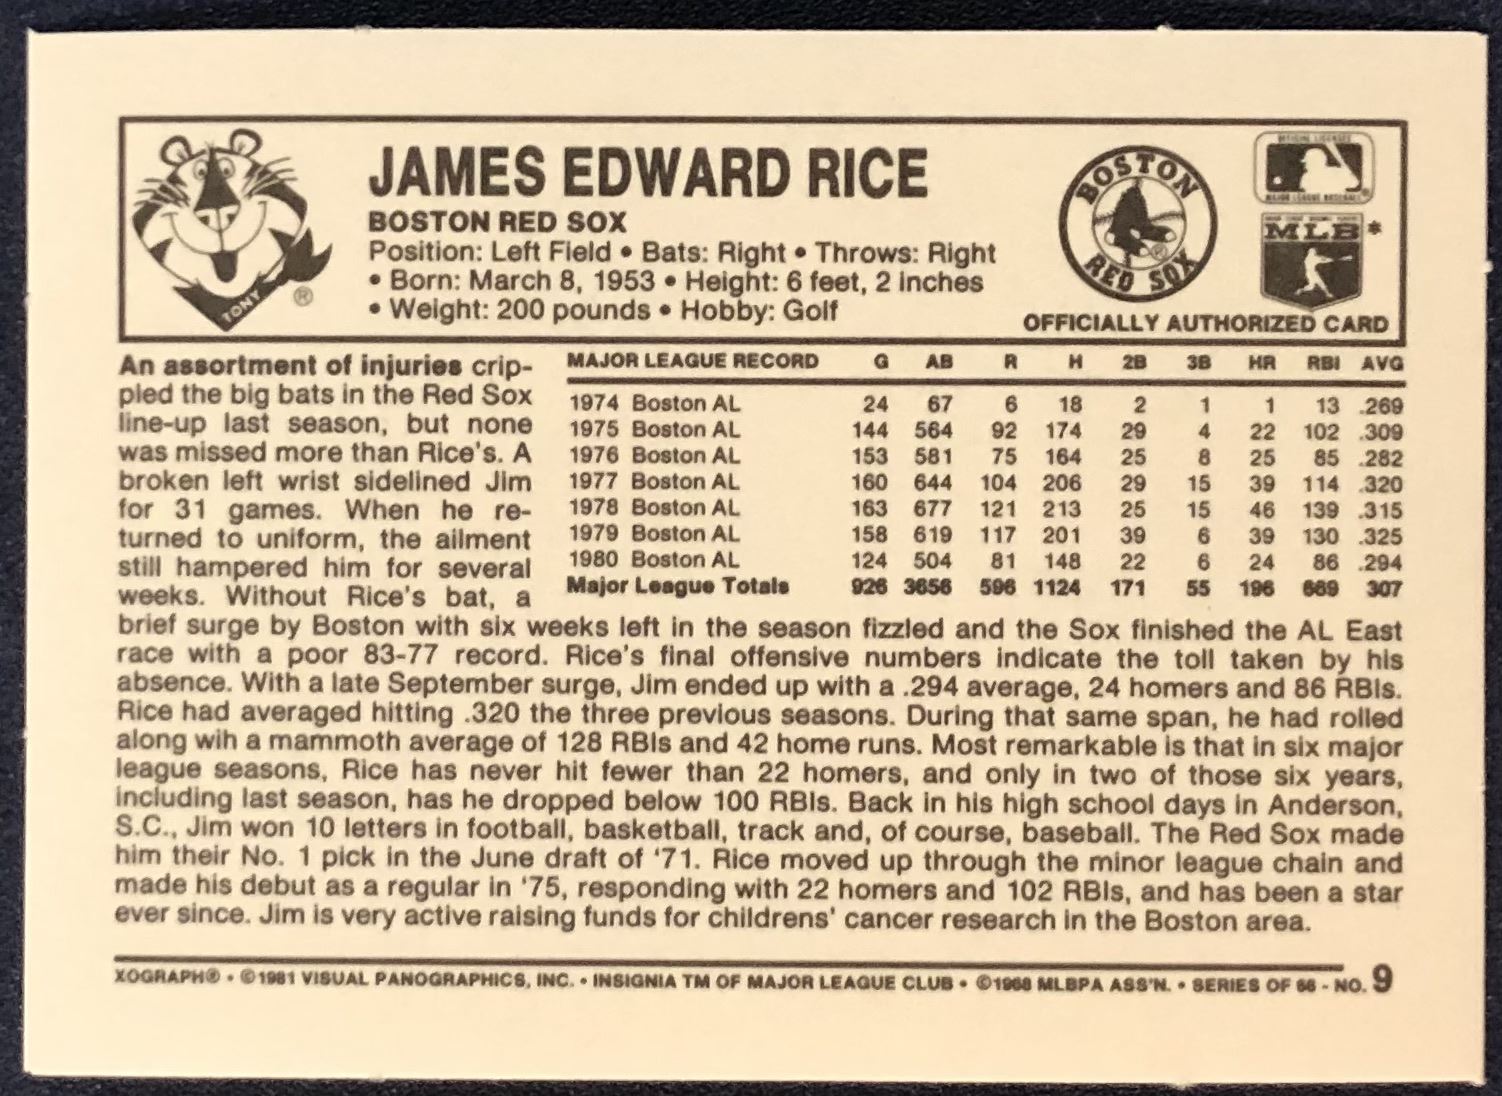 JAMES EDWARD RICE
BOSTON RED SOX
Position: Left Field • Bats: Right • Throws: Right
• Born: March 8, 1953 • Height: 6 feet, 2 inches
• Weight: 200 pounds • Hobby: Golf
TONY ®
BOSTON
RED SOX ®
OFFICIAL LICENSEE
MAJOR LEAGUE BASEBALL
MLB*
OFFICIALLY AUTHORIZED CARD
MAJOR LEAGUE RECORD G AB R H 2B 3B HR RBI AVG
1974 Boston AL 24 67 6 18 2 1 1 13 .269
1975 Boston AL 144 564 92 174 29 4 22 102 .309
1976 Boston AL 153 581 75 164 25 8 25 85 .282
1977 Boston AL 160 644 104 206 29 15 39 114 .320
1978 Boston AL 163 677 121 213 25 15 46 139 .315
1979 Boston AL 158 619 117 201 39 6 39 130 .325
1980 Boston AL 124 504 81 148 22 6 24 86 .294
Major League Totals 926 3656 596 1124 171 55 196 669 307
An assortment of injuries crip-
pled the big bats in the Red Sox
line-up last season, but none
was missed more than Rice's. A
broken left wrist sidelined Jim
for 31 games. When he re-
turned to uniform, the ailment
still hampered him for several
weeks. Without Rice's bat, a
brief surge by Boston with six weeks left in the season fizzled and the Sox finished the AL East
race with a poor 83-77 record. Rice's final offensive numbers indicate the toll taken by his
absence. With a late September surge, Jim ended up with a .294 average, 24 homers and 86 RBIs.
Rice had averaged hitting .320 the three previous seasons. During that same span, he had rolled
along wih a mammoth average of 128 RBIs and 42 home runs. Most remarkable is that in six major
league seasons, Rice has never hit fewer than 22 homers, and only in two of those six years,
including last season, has he dropped below 100 RBIs. Back in his high school days in Anderson,
S.C., Jim won 10 letters in football, basketball, track and, of course, baseball. The Red Sox made
him their No. 1 pick in the June draft of '71. Rice moved up through the minor league chain and
made his debut as a regular in '75, responding with 22 homers and 102 RBIs, and has been a star
ever since. Jim is very active raising funds for childrens' cancer research in the Boston area.
XOGRAPH® • ©1981 VISUAL PANOGRAPHICS, INC. • INSIGNIA TM OF MAJOR LEAGUE CLUB • ©1968 MLBPA ASS'N. • SERIES OF 66 - NO. 9